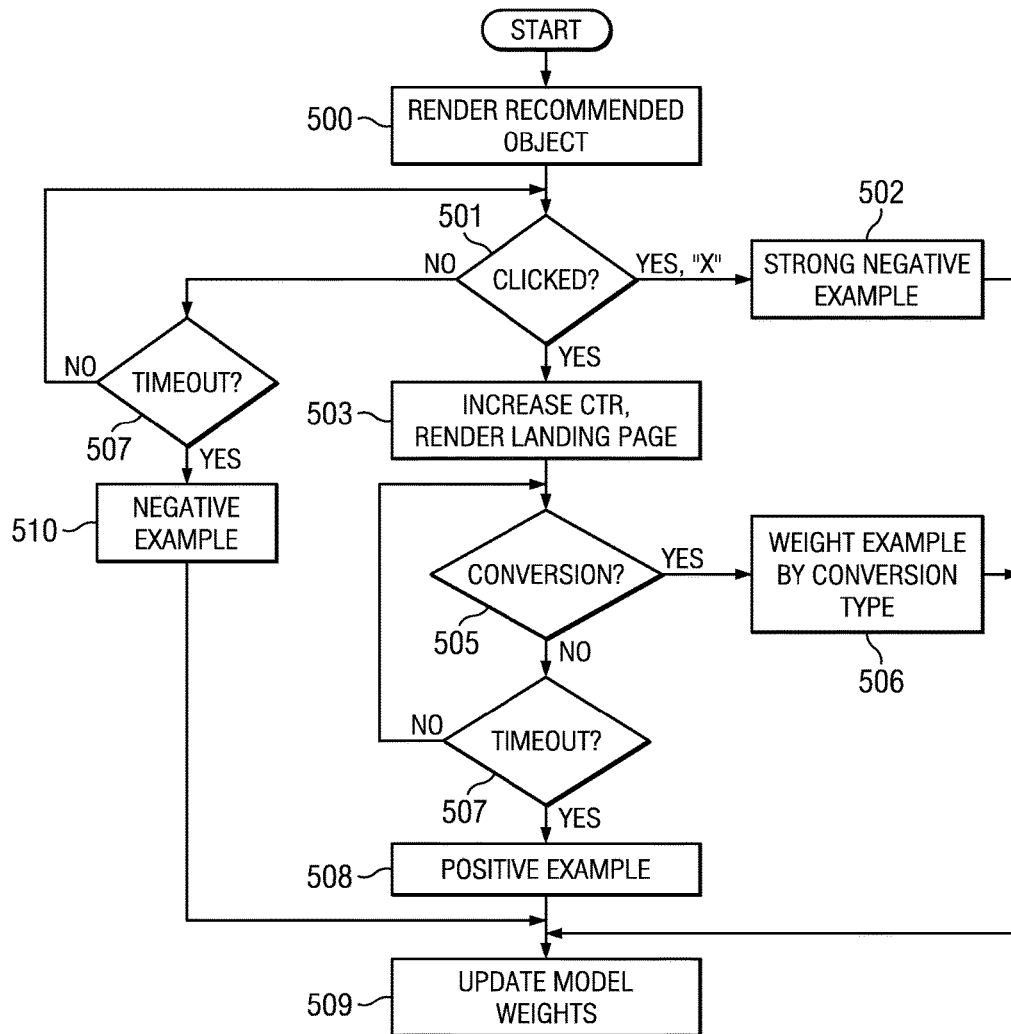 START
500
RENDER RECOMMENDED
OBJECT
501
502
NO
CLICKED?
YES, "X"
STRONG NEGATIVE
EXAMPLE
NO
TIMEOUT?
YES
507
503
INCREASE CTR,
RENDER LANDING PAGE
YES
510
NEGATIVE
EXAMPLE
CONVERSION?
YES
WEIGHT EXAMPLE
BY CONVERSION
TYPE
505
NO
506
NO
TIMEOUT?
507
YES
508
POSITIVE EXAMPLE
509
UPDATE MODEL
WEIGHTS